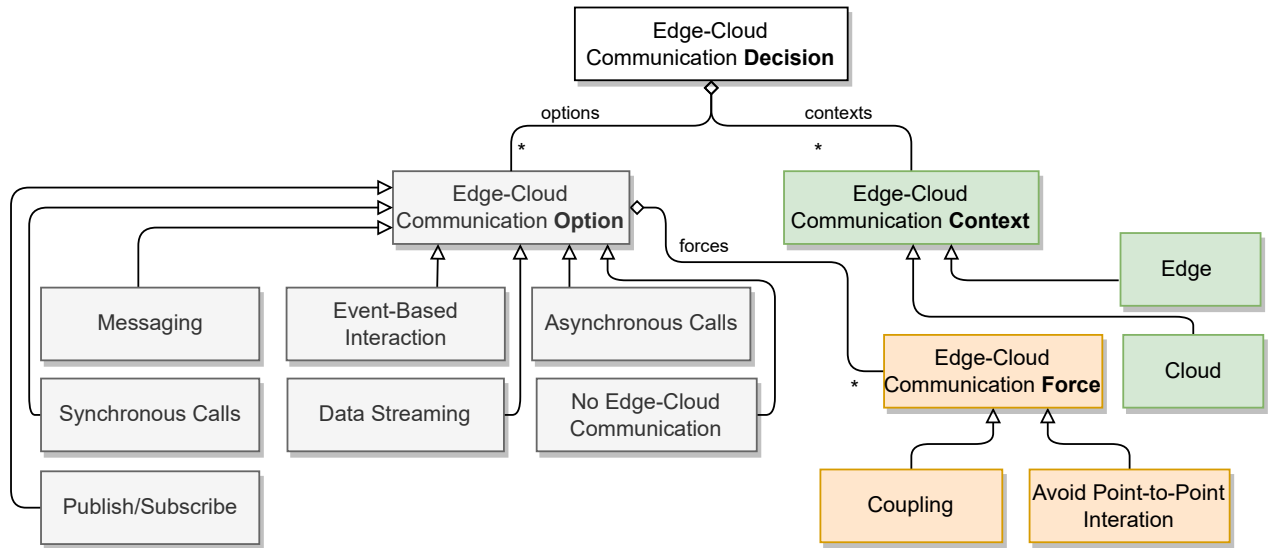 Edge-Cloud
Communication Decision
options
contexts
*
*
Edge-Cloud
Communication Option
Edge-Cloud
Communication Context
forces
Edge
Messaging
Event-Based
Interaction
Asynchronous Calls
Edge-Cloud
Communication Force
*
Cloud
Synchronous Calls
Data Streaming
No Edge-Cloud
Communication
Publish/Subscribe
Coupling
Avoid Point-to-Point
Interation